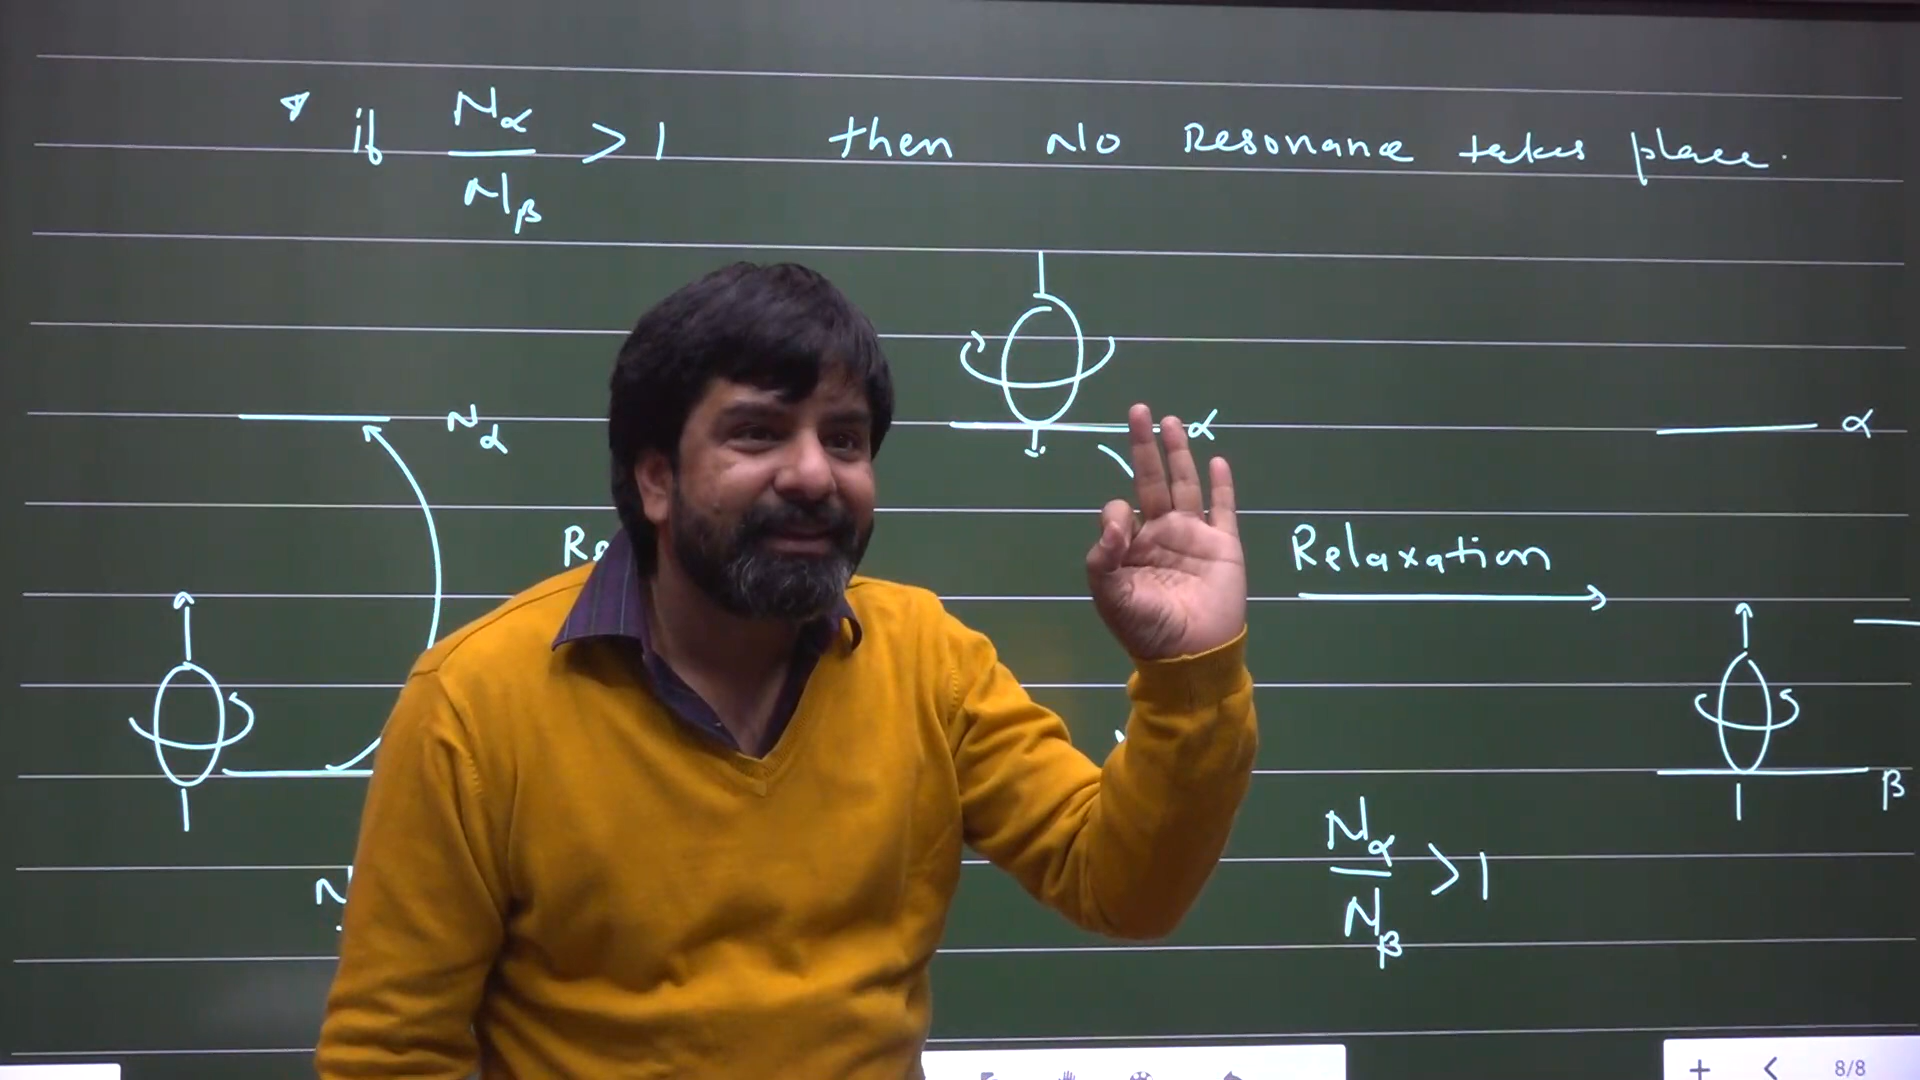 if Nα / Nβ > 1 then No Resonance takes place.
Nα
α
α
Relaxation
β
Nα / Nβ > 1
8/8